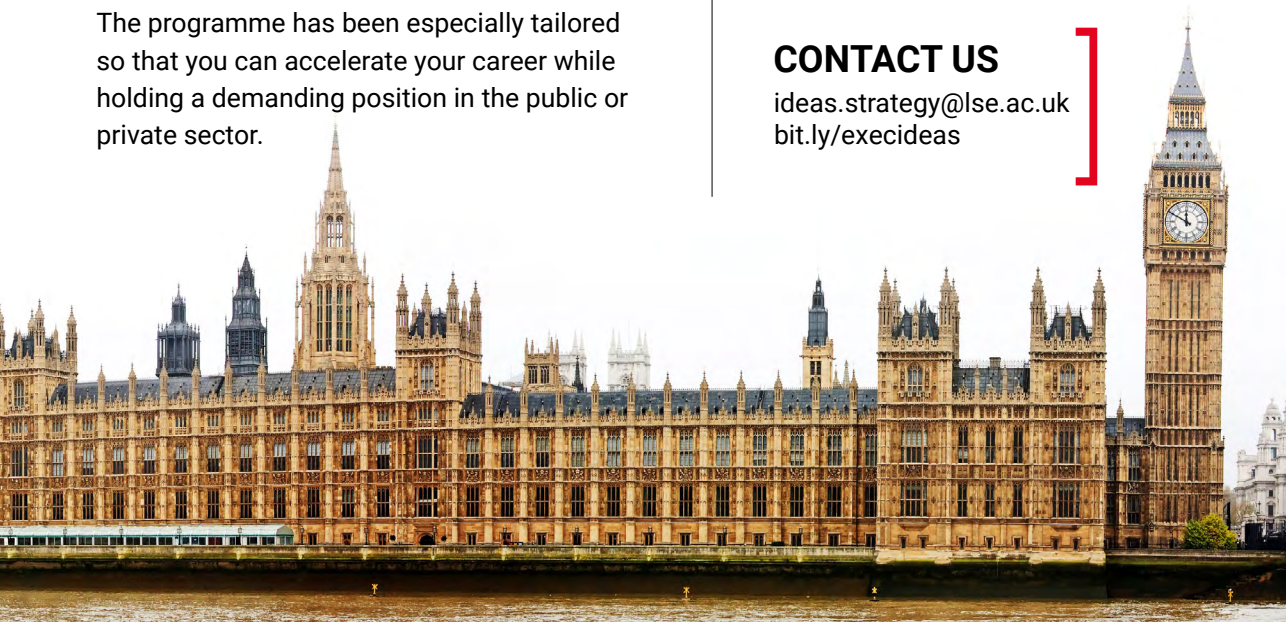 The programme has been especially tailored
so that you can accelerate your career while
holding a demanding position in the public or
private sector.
CONTACT US
ideas.strategy@lse.ac.uk
bit.ly/execideas